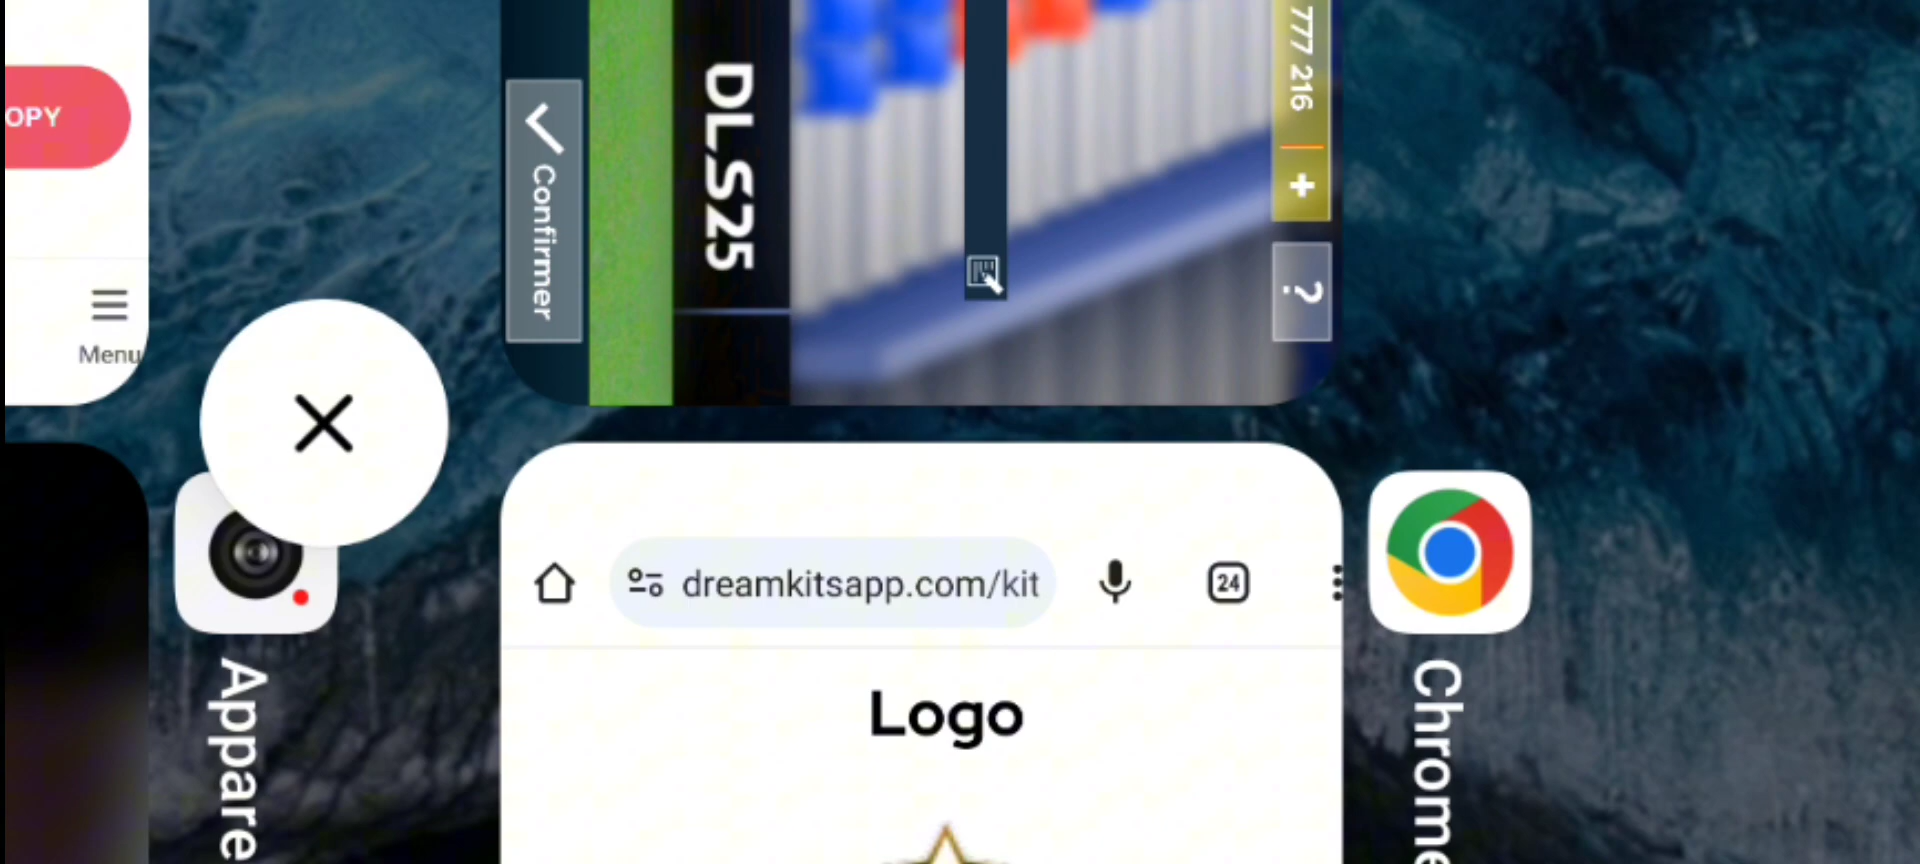 OPY
Menu
Appare
Confirmer
DLS25
777 216
+
?
dreamkitsapp.com/kit
24
Logo
Chrome